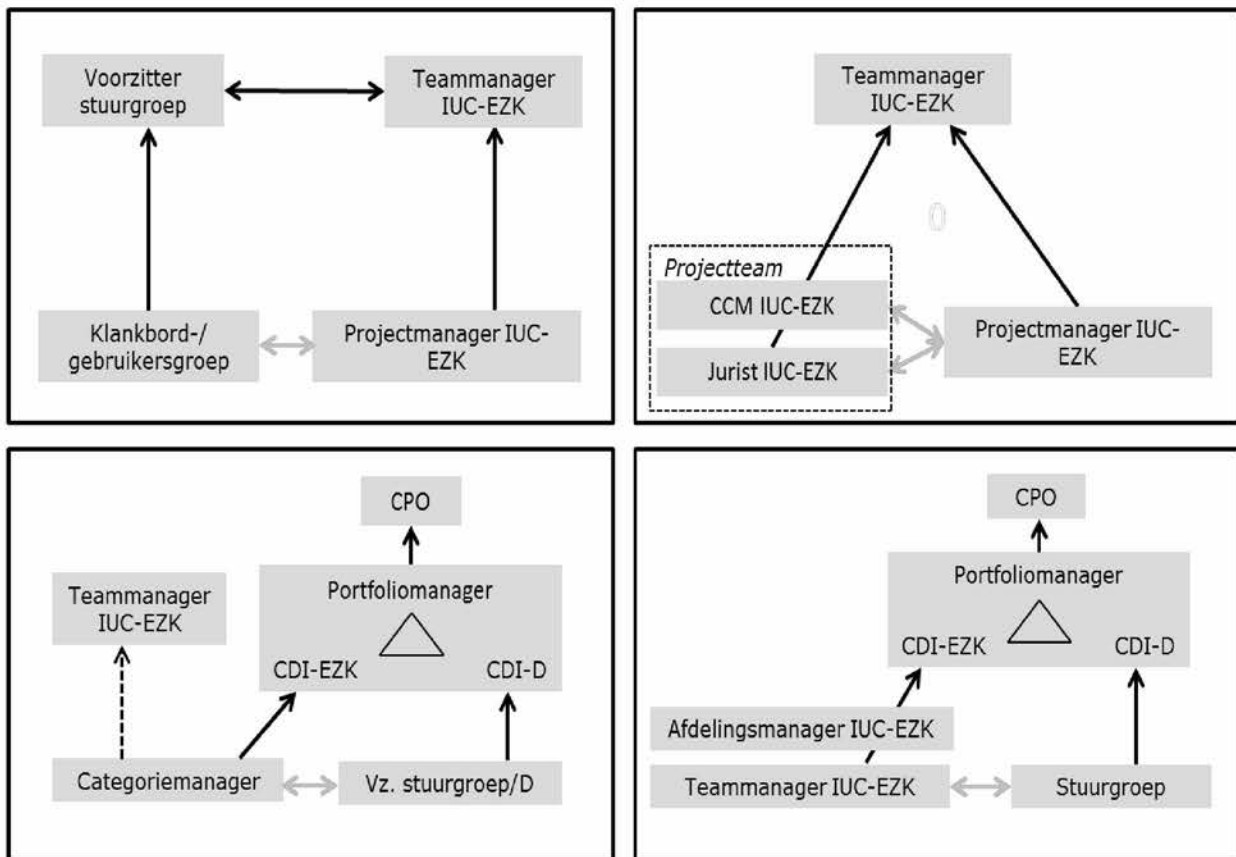 Voorzitter
stuurgroep
Teammanager
IUC-EZK
Klankbord-/
gebruikersgroep
Projectmanager IUC-
EZK
Teammanager
IUC-EZK
0
Projectteam
CCM IUC-EZK
Jurist IUC-EZK
Projectmanager IUC-
EZK
CPO
Portfoliomanager
Teammanager
IUC-EZK
CDI-EZK
CDI-D
Categoriemanager
Vz. stuurgroep/D
CPO
Portfoliomanager
CDI-EZK
CDI-D
Afdelingsmanager IUC-EZK
Teammanager IUC-EZK
Stuurgroep